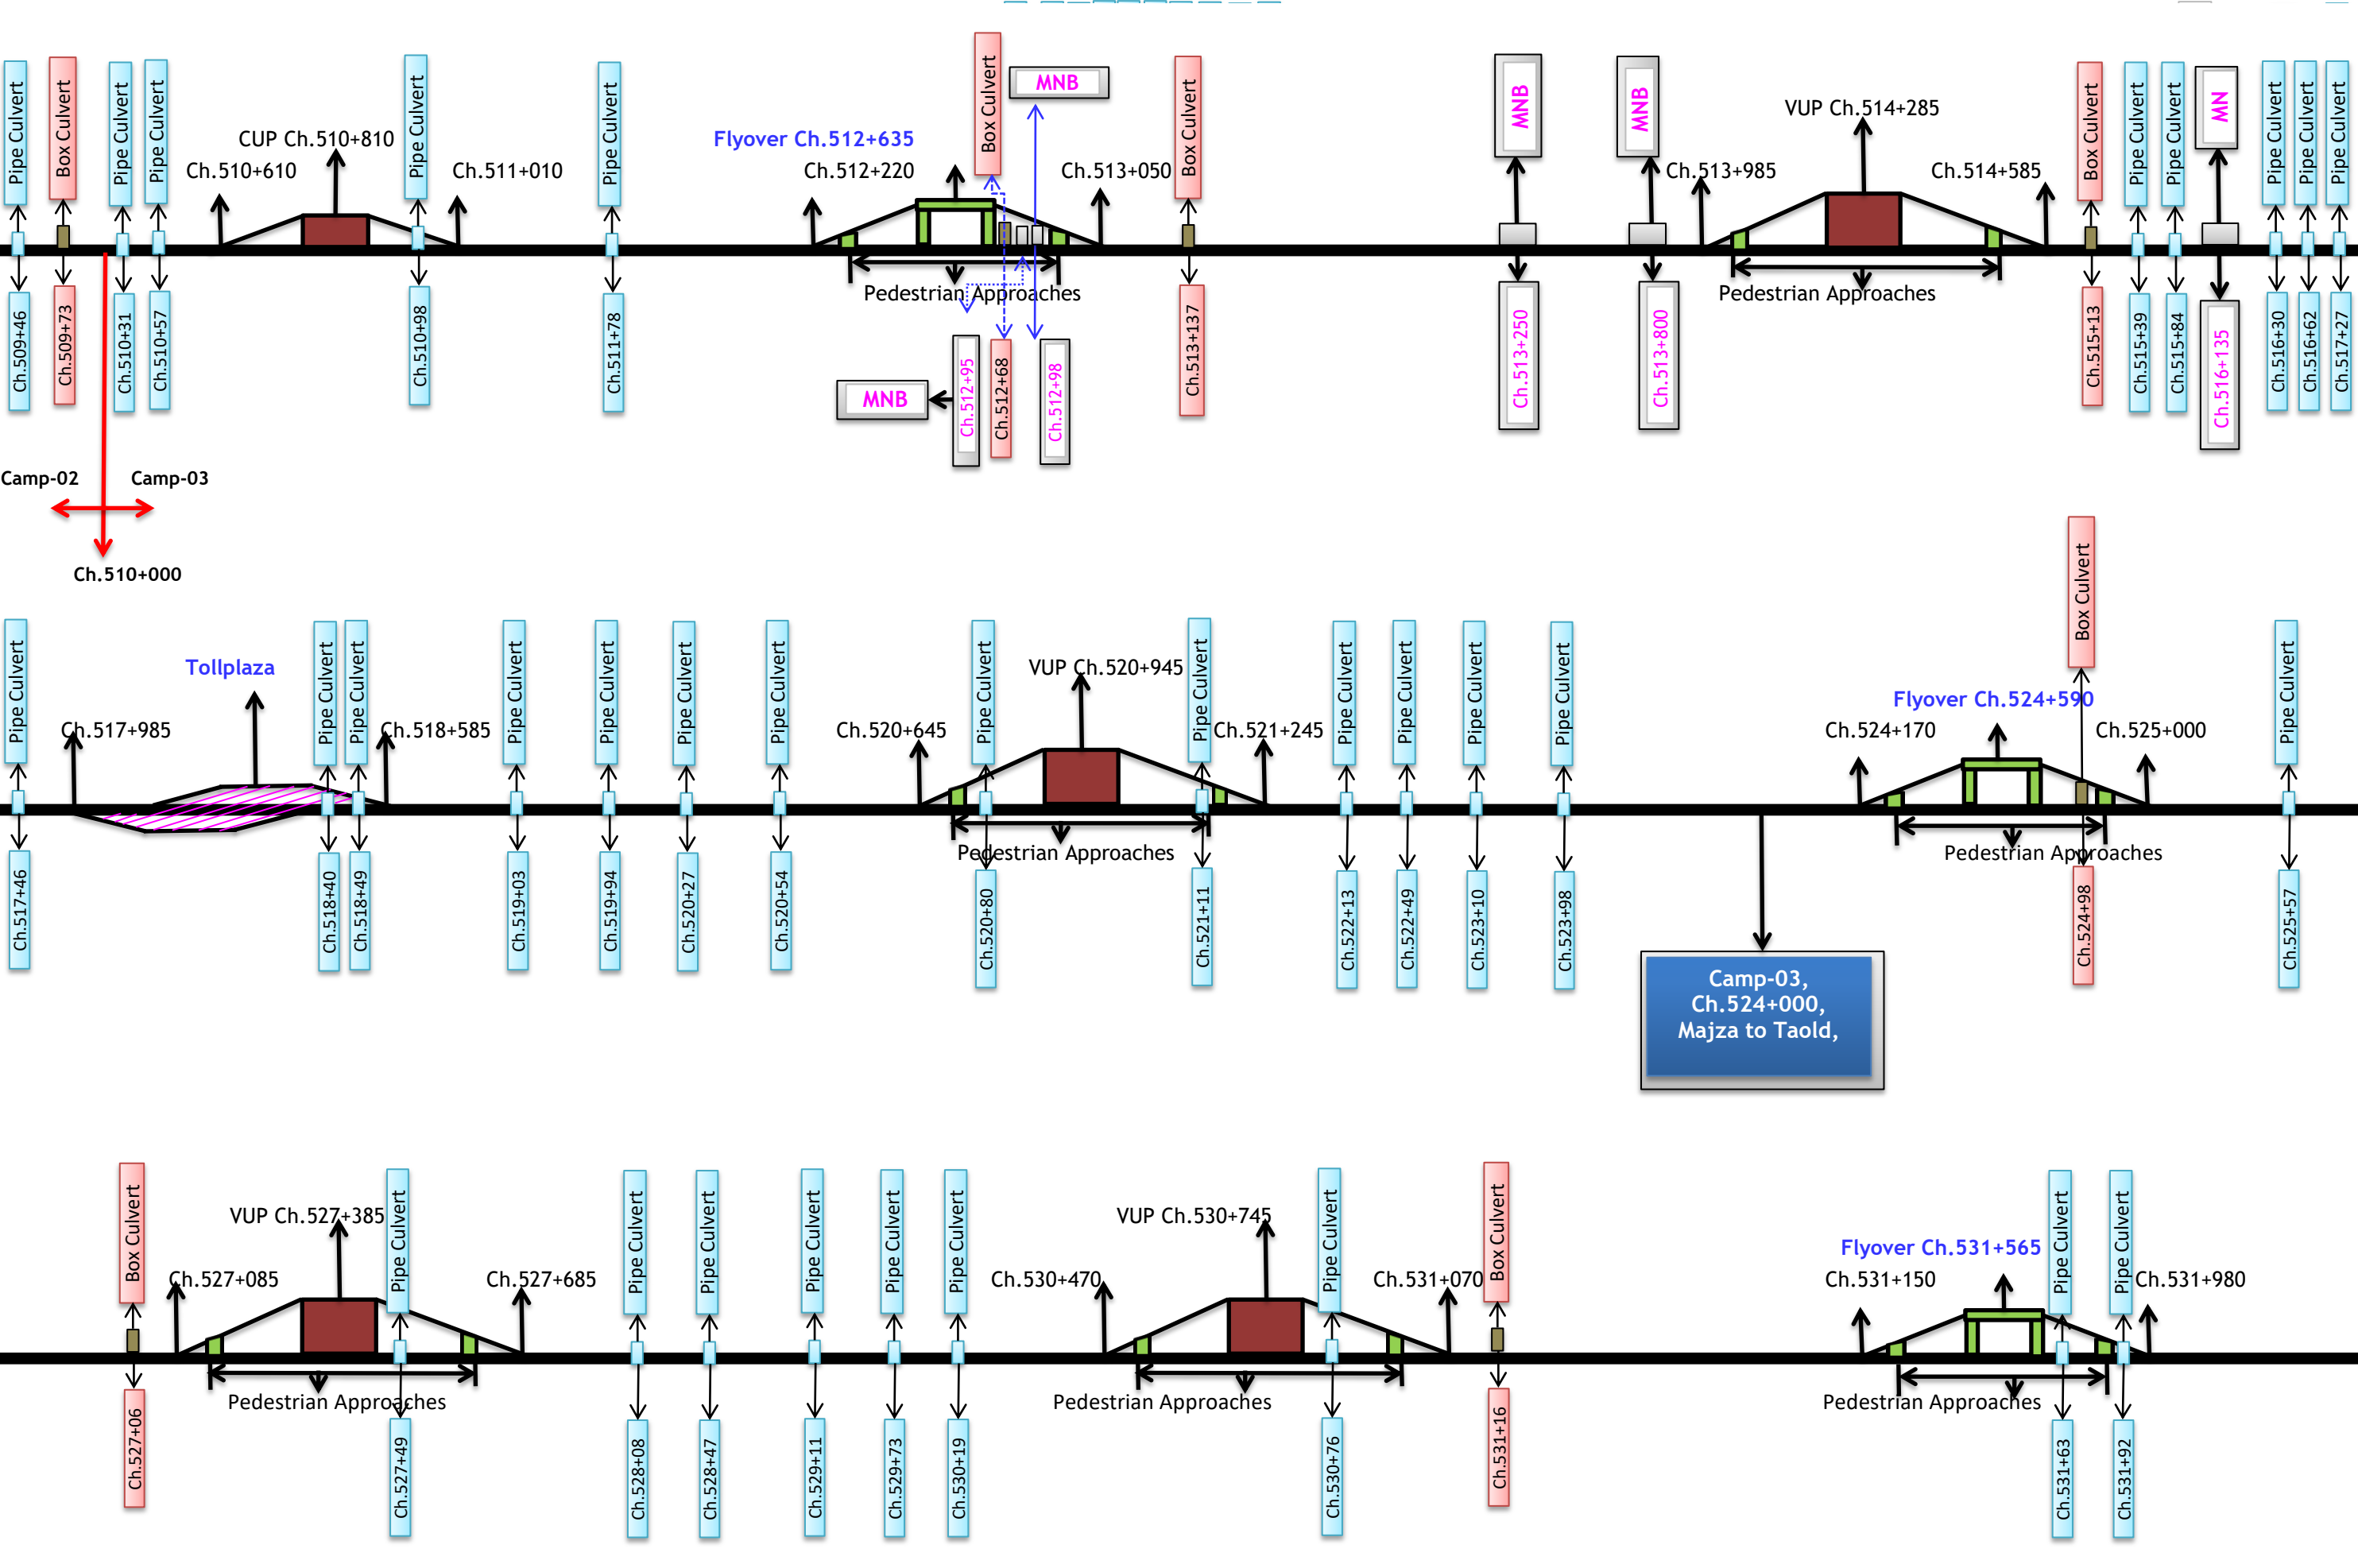 Pipe Culvert
Box Culvert
Pipe Culvert
Pipe Culvert
CUP Ch.510+810
Ch.510+610
Pipe Culvert
Ch.511+010
Pipe Culvert
Flyover Ch.512+635
Ch.512+220
Box Culvert
MNB
Ch.513+050
Box Culvert
MNB
MNB
VUP Ch.514+285
Ch.513+985
Ch.514+585
Box Culvert
Pipe Culvert
Pipe Culvert
MN
Pipe Culvert
Pipe Culvert
Pipe Culvert
Pedestrian Approaches
Pedestrian Approaches
Ch.509+46
Ch.509+73
Ch.510+31
Ch.510+57
Ch.510+98
Ch.511+78
MNB
Ch.512+95
Ch.512+68
Ch.512+98
Ch.513+137
Ch.513+250
Ch.513+800
Ch.515+13
Ch.515+39
Ch.515+84
Ch.516+135
Ch.516+30
Ch.516+62
Ch.517+27
Camp-02
Camp-03
Ch.510+000
Pipe Culvert
Tollplaza
Ch.517+985
Pipe Culvert
Pipe Culvert
Ch.518+585
Pipe Culvert
Pipe Culvert
Pipe Culvert
Pipe Culvert
VUP Ch.520+945
Ch.520+645
Pipe Culvert
Pipe Culvert
Ch.521+245
Pipe Culvert
Pipe Culvert
Pipe Culvert
Pipe Culvert
Flyover Ch.524+590
Ch.524+170
Box Culvert
Ch.525+000
Pipe Culvert
Pedestrian Approaches
Pedestrian Approaches
Ch.517+46
Ch.518+40
Ch.518+49
Ch.519+03
Ch.519+94
Ch.520+27
Ch.520+54
Ch.520+80
Ch.521+11
Ch.522+13
Ch.522+49
Ch.523+10
Ch.523+98
Ch.524+98
Ch.525+57
Camp-03,
Ch.524+000,
Majza to Taold,
Box Culvert
VUP Ch.527+385
Ch.527+085
Pipe Culvert
Ch.527+685
Pipe Culvert
Pipe Culvert
Pipe Culvert
Pipe Culvert
Pipe Culvert
VUP Ch.530+745
Ch.530+470
Pipe Culvert
Ch.531+070
Box Culvert
Flyover Ch.531+565
Ch.531+150
Pipe Culvert
Pipe Culvert
Ch.531+980
Pedestrian Approaches
Pedestrian Approaches
Pedestrian Approaches
Ch.527+06
Ch.527+49
Ch.528+08
Ch.528+47
Ch.529+11
Ch.529+73
Ch.530+19
Ch.530+76
Ch.531+16
Ch.531+63
Ch.531+92